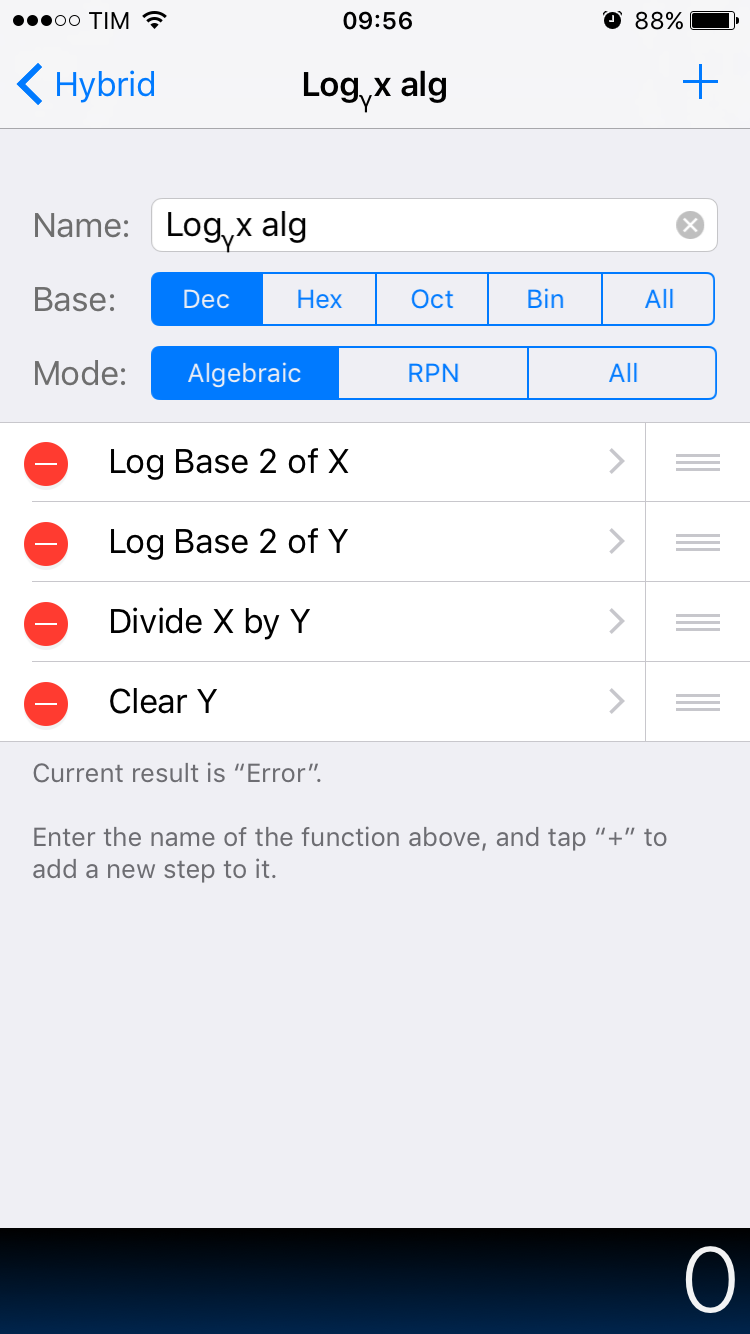 TIM 09:56 88%
Hybrid Logᵧx alg +
Name: Logᵧx alg
Base: Dec Hex Oct Bin All
Mode: Algebraic RPN All
Log Base 2 of X
Log Base 2 of Y
Divide X by Y
Clear Y
Current result is “Error”.
Enter the name of the function above, and tap “+” to
add a new step to it.
0